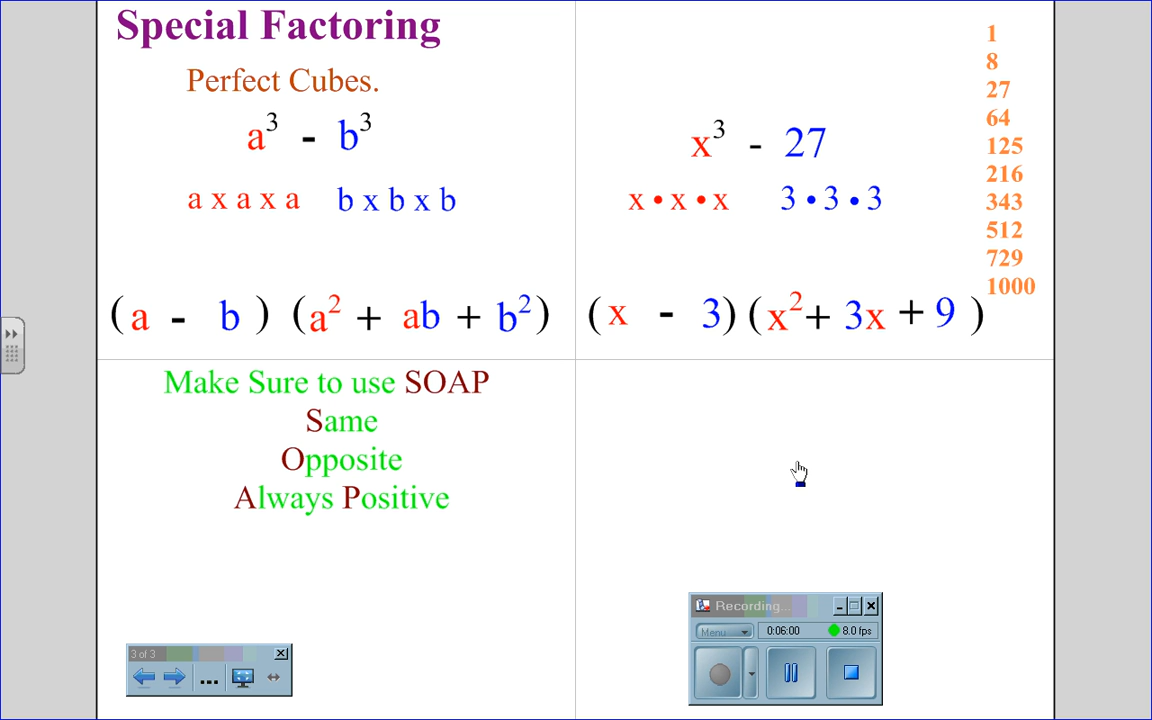 Special Factoring
Perfect Cubes.
a³ - b³
a x a x a b x b x b
(a - b) (a² + ab + b²)
x³ - 27
x • x • x 3 • 3 • 3
(x - 3) (x² + 3x + 9)
1
8
27
64
125
216
343
512
729
1000
Make Sure to use SOAP
Same
Opposite
Always Positive
3 of 3
...
Recording...
Menu 0:06:00 8.0 fps